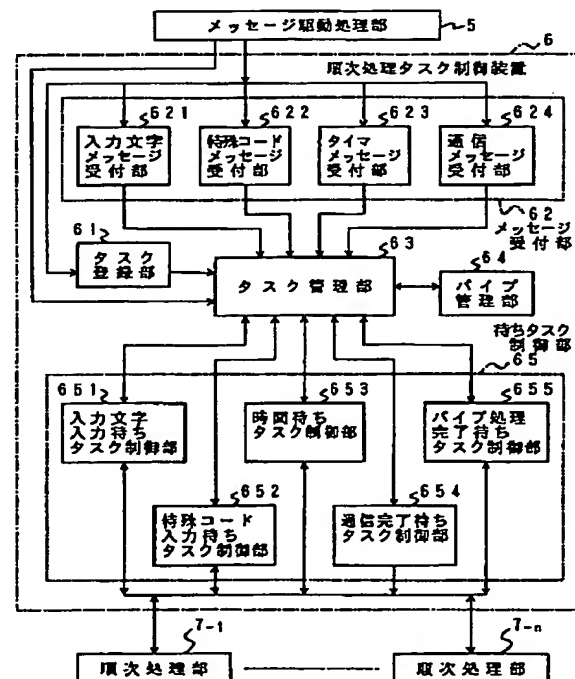 メッセージ駆動処理部
5
6
順次処理タスク制御装置
621
622
623
624
入力文字
メッセージ
受付部
特殊コード
メッセージ
受付部
タイマ
メッセージ
受付部
通信
メッセージ
受付部
62
メッセージ
受付部
61
タスク
登録部
63
タスク管理部
64
パイプ
管理部
待ちタスク
制御部
65
651
入力文字
入力待ち
タスク制御部
653
時間待ち
タスク制御部
655
パイプ処理
完了待ち
タスク制御部
652
特殊コード
入力待ち
タスク制御部
654
通信完了待ち
タスク制御部
7-1
順次処理部
7-n
順次処理部